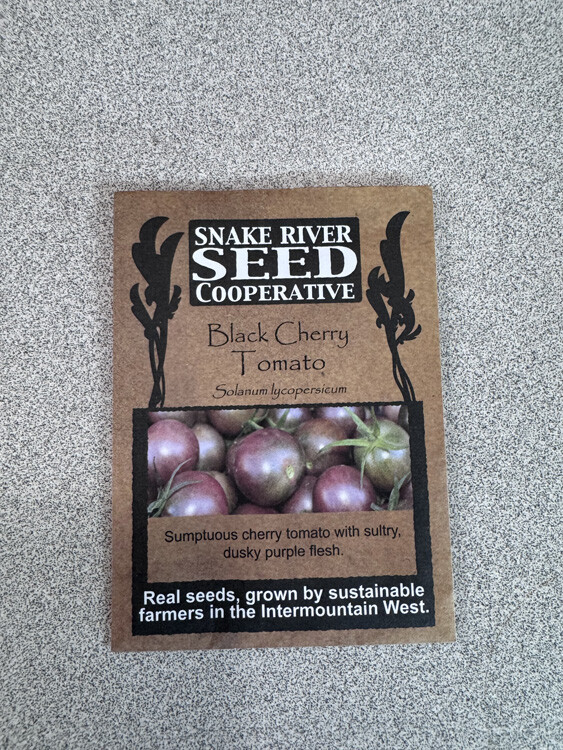 SNAKE RIVER
SEED
COOPERATIVE
Black Cherry
Tomato
Solanum lycopersicum
Sumptuous cherry tomato with sultry,
dusky purple flesh.
Real seeds, grown by sustainable
farmers in the Intermountain West.